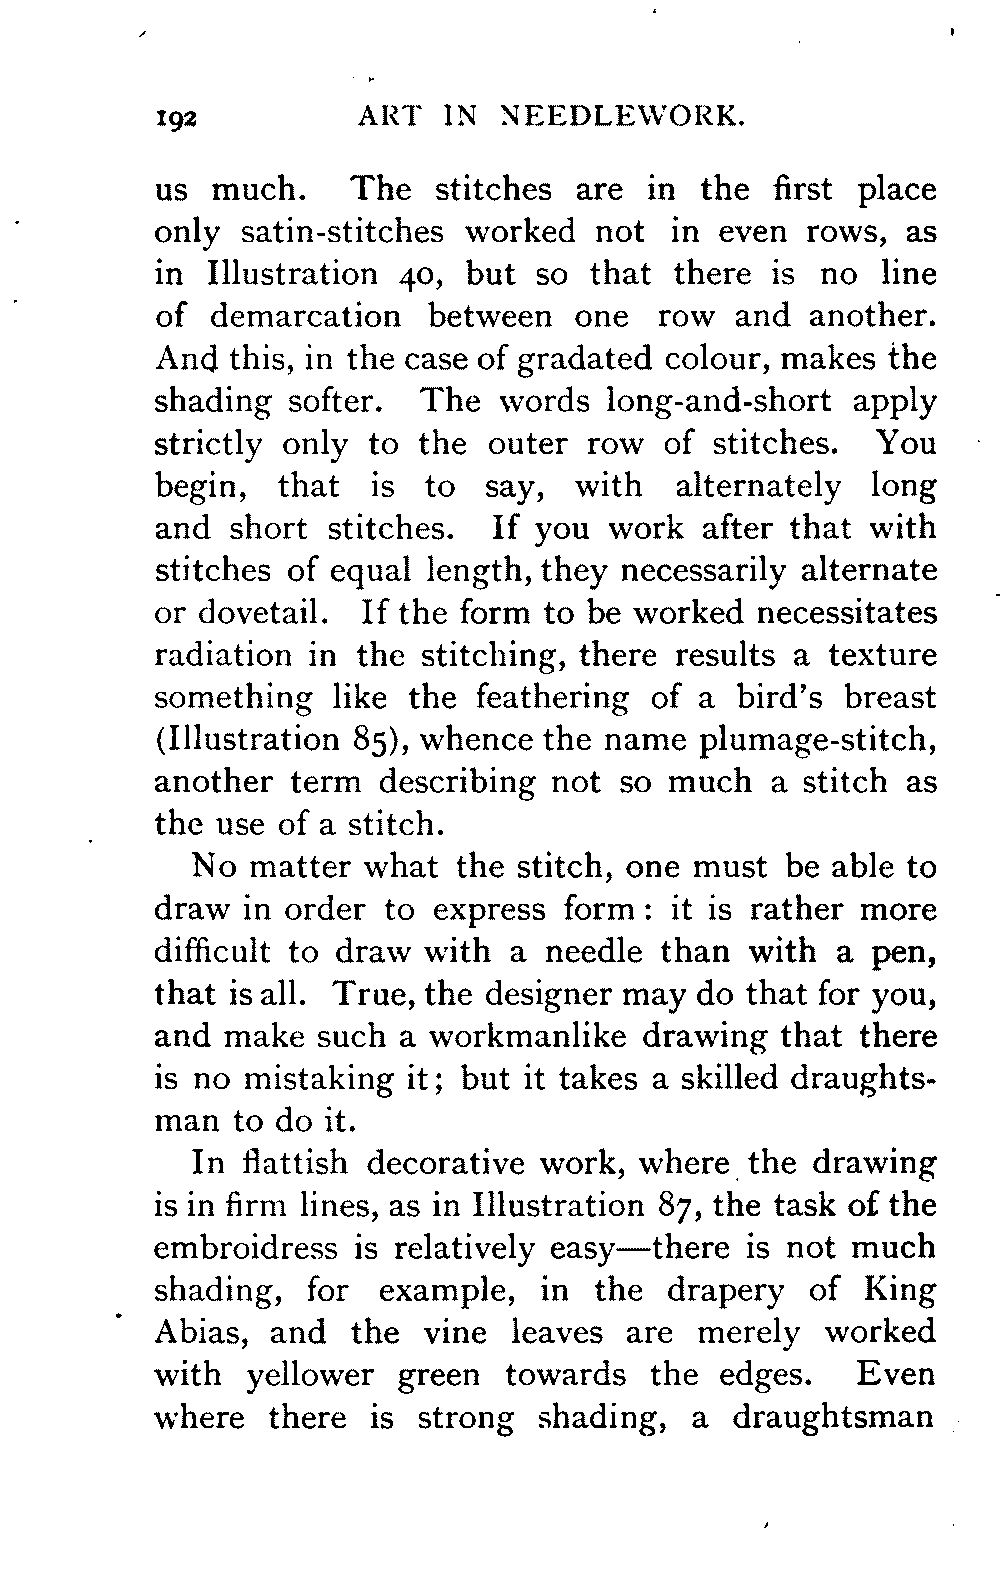 192 ART IN NEEDLEWORK.
us much. The stitches are in the first place
only satin-stitches worked not in even rows, as
in Illustration 40, but so that there is no line
of demarcation between one row and another.
And this, in the case of gradated colour, makes the
shading softer. The words long-and-short apply
strictly only to the outer row of stitches. You
begin, that is to say, with alternately long
and short stitches. If you work after that with
stitches of equal length, they necessarily alternate
or dovetail. If the form to be worked necessitates
radiation in the stitching, there results a texture
something like the feathering of a bird's breast
(Illustration 85), whence the name plumage-stitch,
another term describing not so much a stitch as
the use of a stitch.
No matter what the stitch, one must be able to
draw in order to express form : it is rather more
difficult to draw with a needle than with a pen,
that is all. True, the designer may do that for you,
and make such a workmanlike drawing that there
is no mistaking it; but it takes a skilled draughts-
man to do it.
In flattish decorative work, where the drawing
is in firm lines, as in Illustration 87, the task of the
embroidress is relatively easy—there is not much
shading, for example, in the drapery of King
Abias, and the vine leaves are merely worked
with yellower green towards the edges. Even
where there is strong shading, a draughtsman